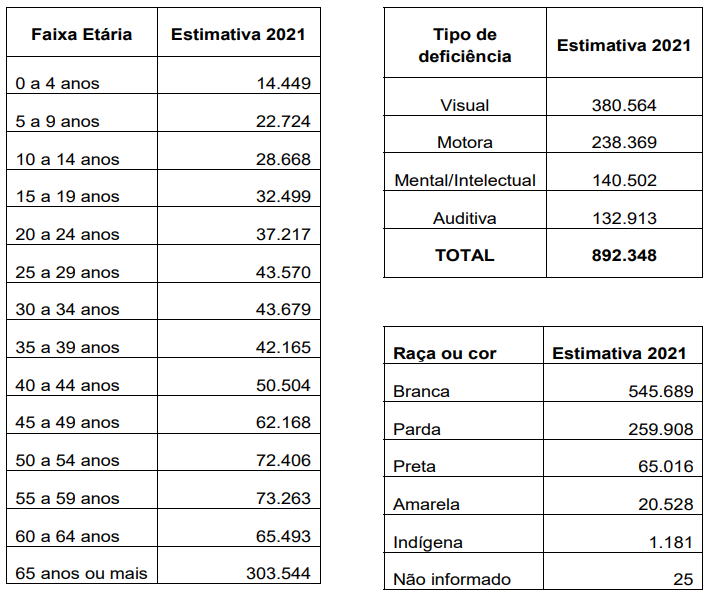 Faixa Etária Estimativa 2021
0 a 4 anos 14.449
5 a 9 anos 22.724
10 a 14 anos 28.668
15 a 19 anos 32.499
20 a 24 anos 37.217
25 a 29 anos 43.570
30 a 34 anos 43.679
35 a 39 anos 42.165
40 a 44 anos 50.504
45 a 49 anos 62.168
50 a 54 anos 72.406
55 a 59 anos 73.263
60 a 64 anos 65.493
65 anos ou mais 303.544
Tipo de
deficiência Estimativa 2021
Visual 380.564
Motora 238.369
Mental/Intelectual 140.502
Auditiva 132.913
TOTAL 892.348
Raça ou cor Estimativa 2021
Branca 545.689
Parda 259.908
Preta 65.016
Amarela 20.528
Indígena 1.181
Não informado 25